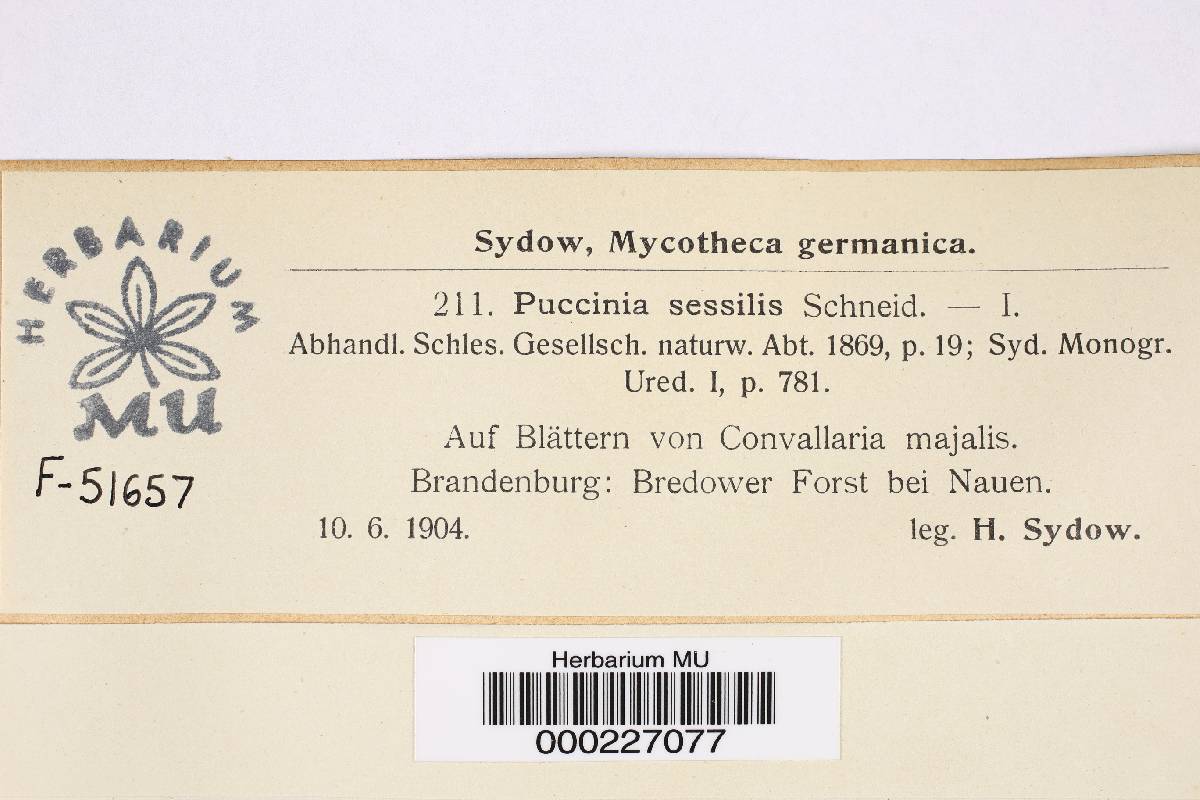 HERBARIUM
MU
F-51657
Sydow, Mycotheca germanica.
211. Puccinia sessilis Schneid. — I.
Abhandl. Schles. Gesellsch. naturw. Abt. 1869, p. 19; Syd. Monogr.
Ured. I, p. 781.
Auf Blättern von Convallaria majalis.
Brandenburg: Bredower Forst bei Nauen.
10. 6. 1904. leg. H. Sydow.
Herbarium MU
000227077